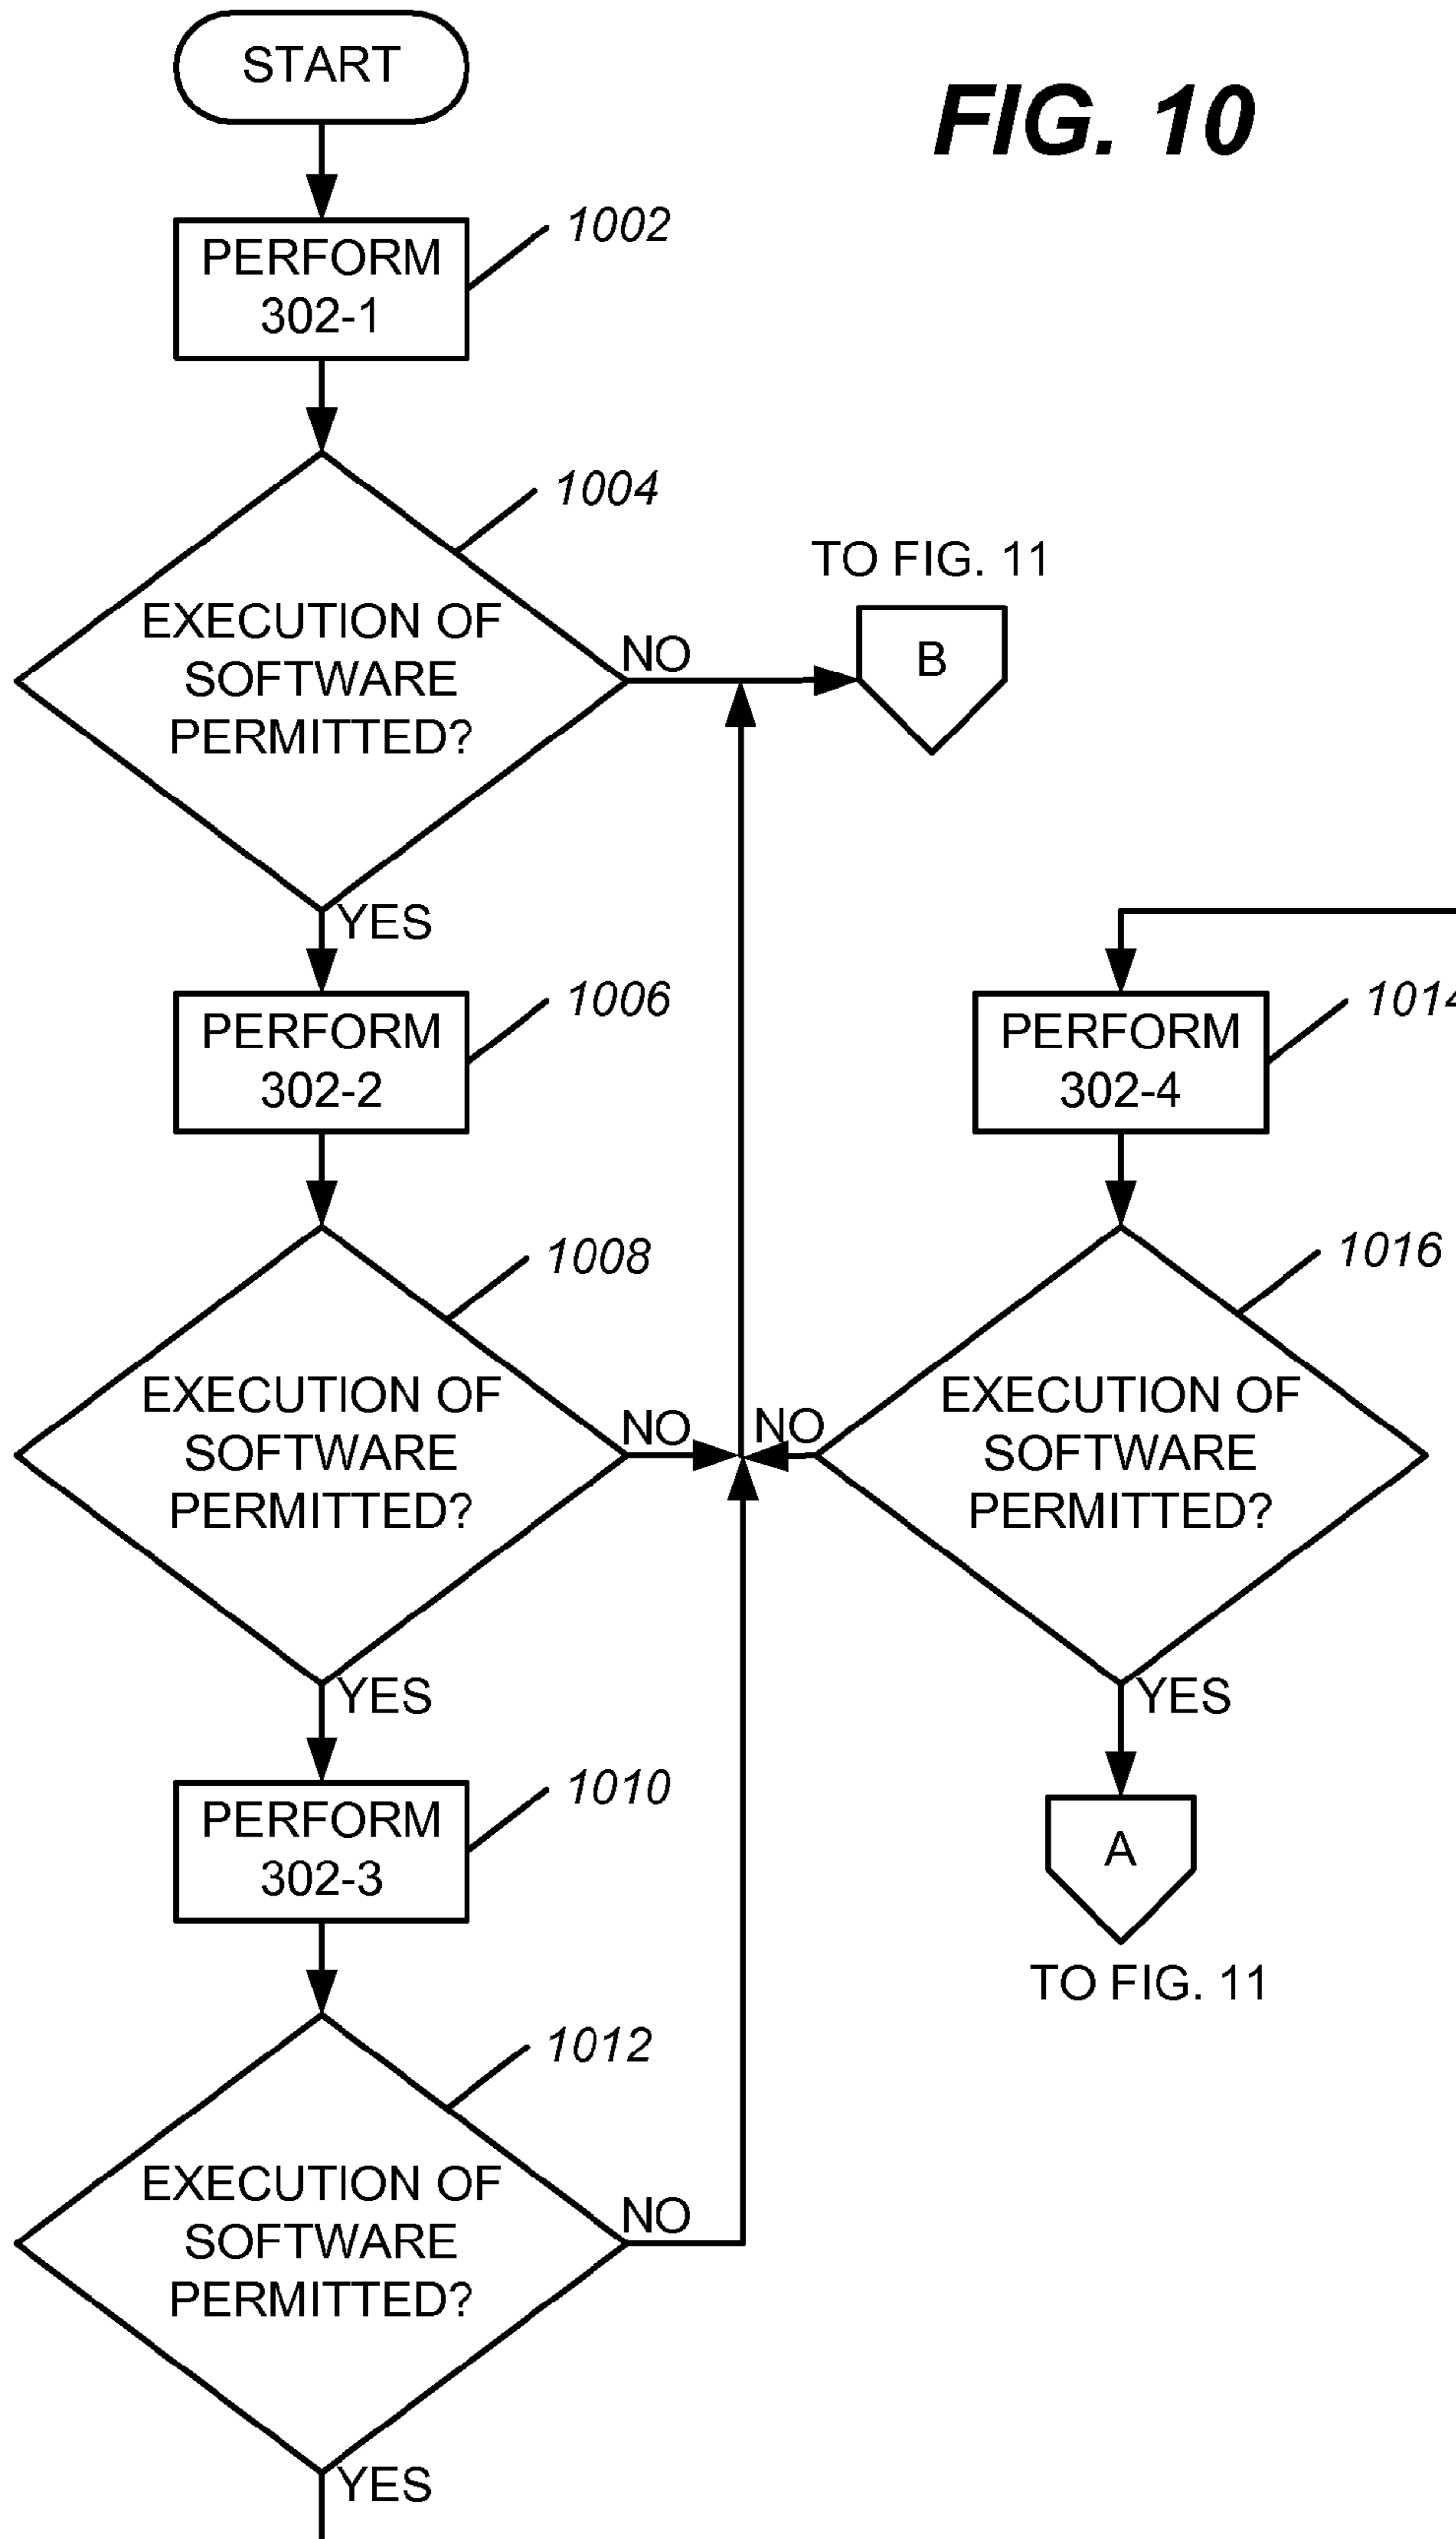 START
FIG. 10
PERFORM
302-1
1002
1004
EXECUTION OF
SOFTWARE
PERMITTED?
NO
TO FIG. 11
B
YES
PERFORM
302-2
1006
1008
EXECUTION OF
SOFTWARE
PERMITTED?
NO
YES
PERFORM
302-3
1010
1012
EXECUTION OF
SOFTWARE
PERMITTED?
NO
YES
PERFORM
302-4
1014
1016
EXECUTION OF
SOFTWARE
PERMITTED?
NO
YES
A
TO FIG. 11